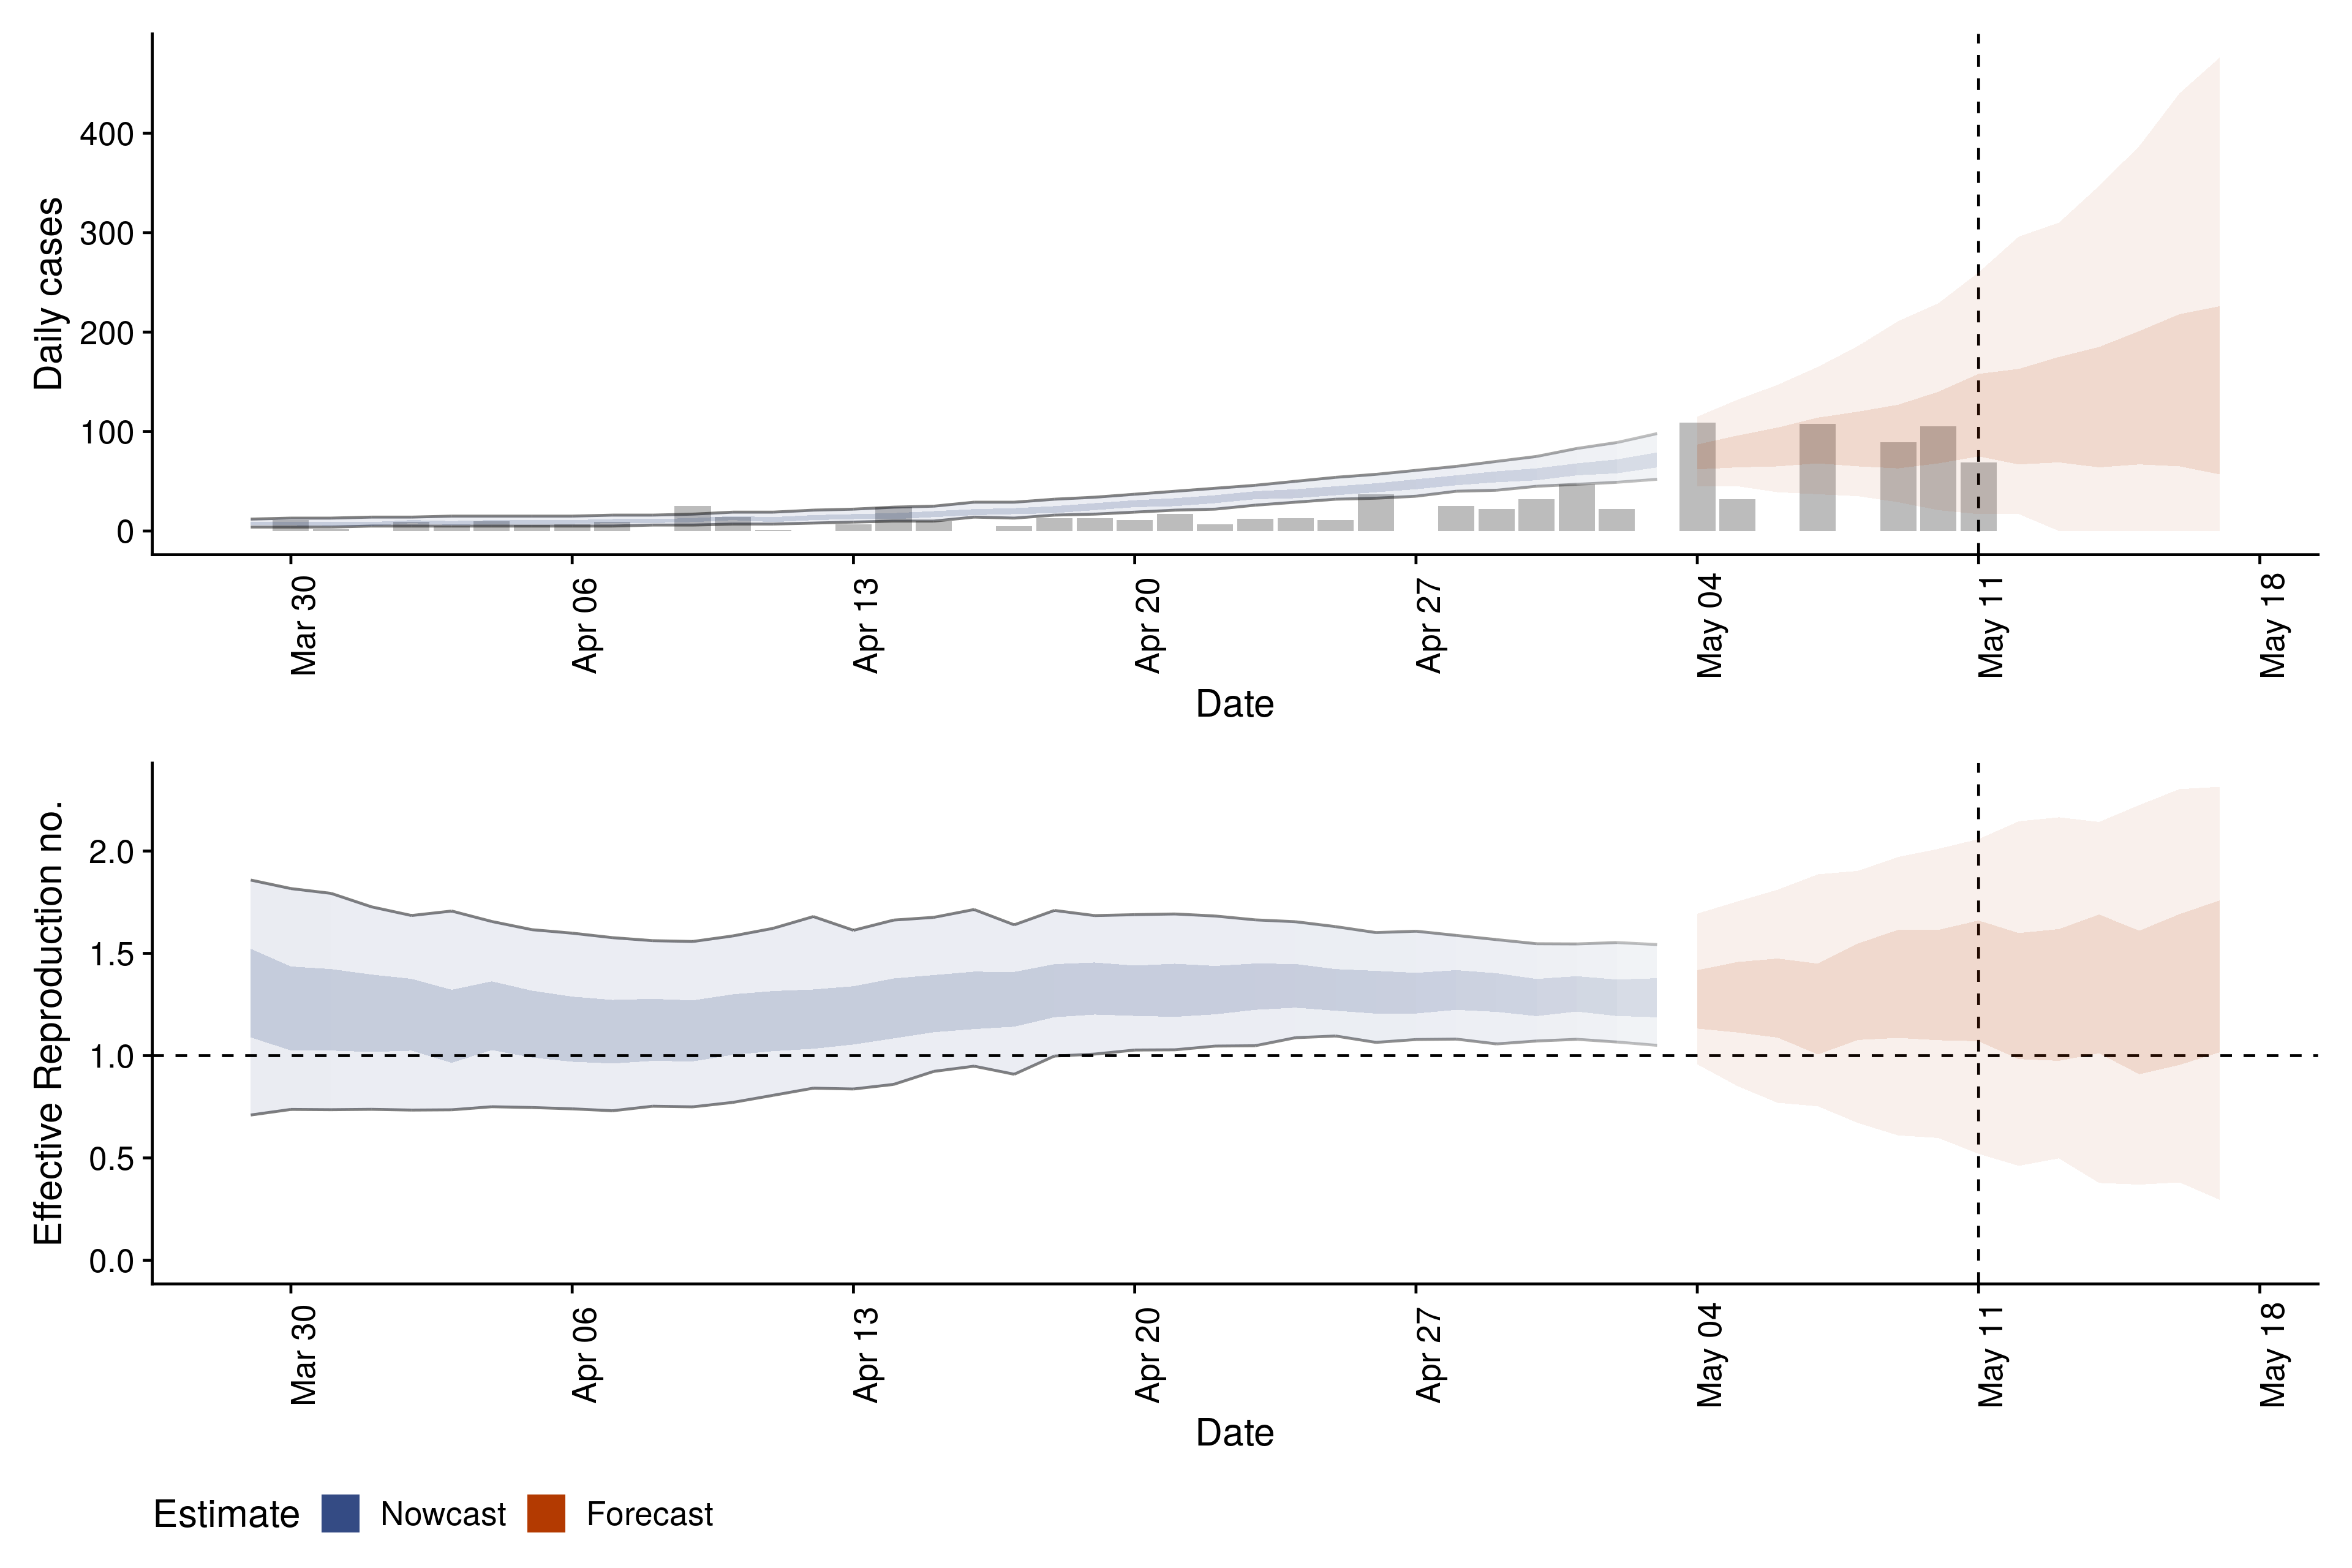 Daily cases
400
300
200
100
0
Mar 30
Apr 06
Apr 13
Apr 20
Apr 27
May 04
May 11
May 18
Date
Effective Reproduction no.
2.0
1.5
1.0
0.5
0.0
Mar 30
Apr 06
Apr 13
Apr 20
Apr 27
May 04
May 11
May 18
Date
Estimate Nowcast Forecast